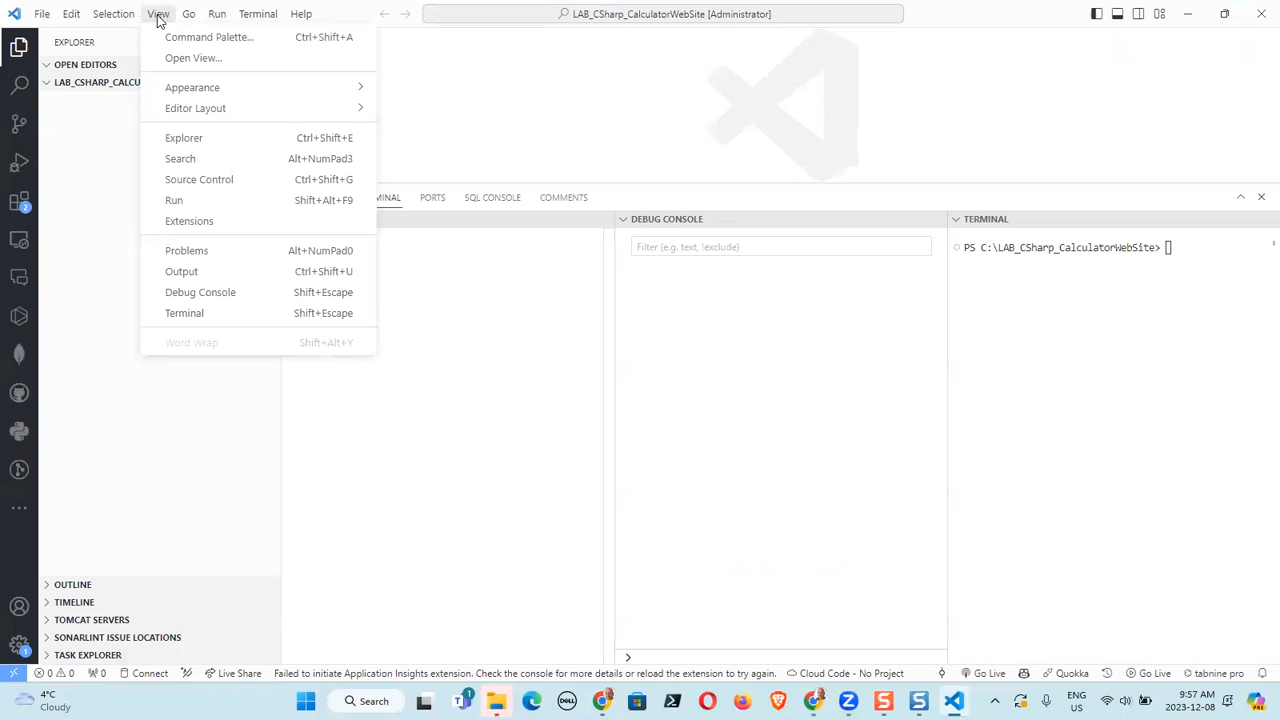 File Edit Selection View Go Run Terminal Help
LAB_CSharp_CalculatorWebSite [Administrator]
EXPLORER
OPEN EDITORS
LAB_CSHARP_CALCU
Command Palette... Ctrl+Shift+A
Open View...
Appearance
Editor Layout
Explorer Ctrl+Shift+E
Search Alt+NumPad3
Source Control Ctrl+Shift+G
Run Shift+Alt+F9
Extensions
Problems Alt+NumPad0
Output Ctrl+Shift+U
Debug Console Shift+Escape
Terminal Shift+Escape
Word Wrap Shift+Alt+Y
MINAL PORTS SQL CONSOLE COMMENTS
DEBUG CONSOLE
Filter (e.g. text, !exclude)
TERMINAL
PS C:\LAB_CSharp_CalculatorWebSite>
2
1
OUTLINE
TIMELINE
TOMCAT SERVERS
SONARLINT ISSUE LOCATIONS
TASK EXPLORER
0 0 0 Connect Live Share Failed to initiate Application Insights extension. Check the console for more details or reload the extension to try again. Cloud Code - No Project Go Live Quokka Go Live tabnine pro
4°C
Cloudy
Search
1
DELL
ENG
GU
9:57 AM
2023-12-08